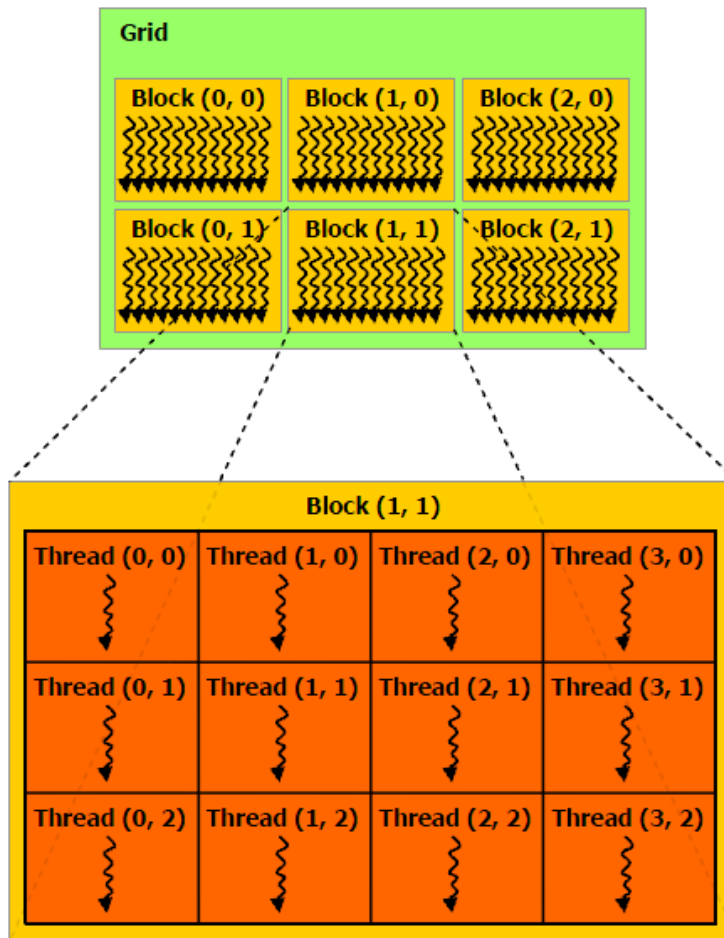 Grid
Block (0, 0) Block (1, 0) Block (2, 0)
Block (0, 1) Block (1, 1) Block (2, 1)
Block (1, 1)
Thread (0, 0) Thread (1, 0) Thread (2, 0) Thread (3, 0)
Thread (0, 1) Thread (1, 1) Thread (2, 1) Thread (3, 1)
Thread (0, 2) Thread (1, 2) Thread (2, 2) Thread (3, 2)